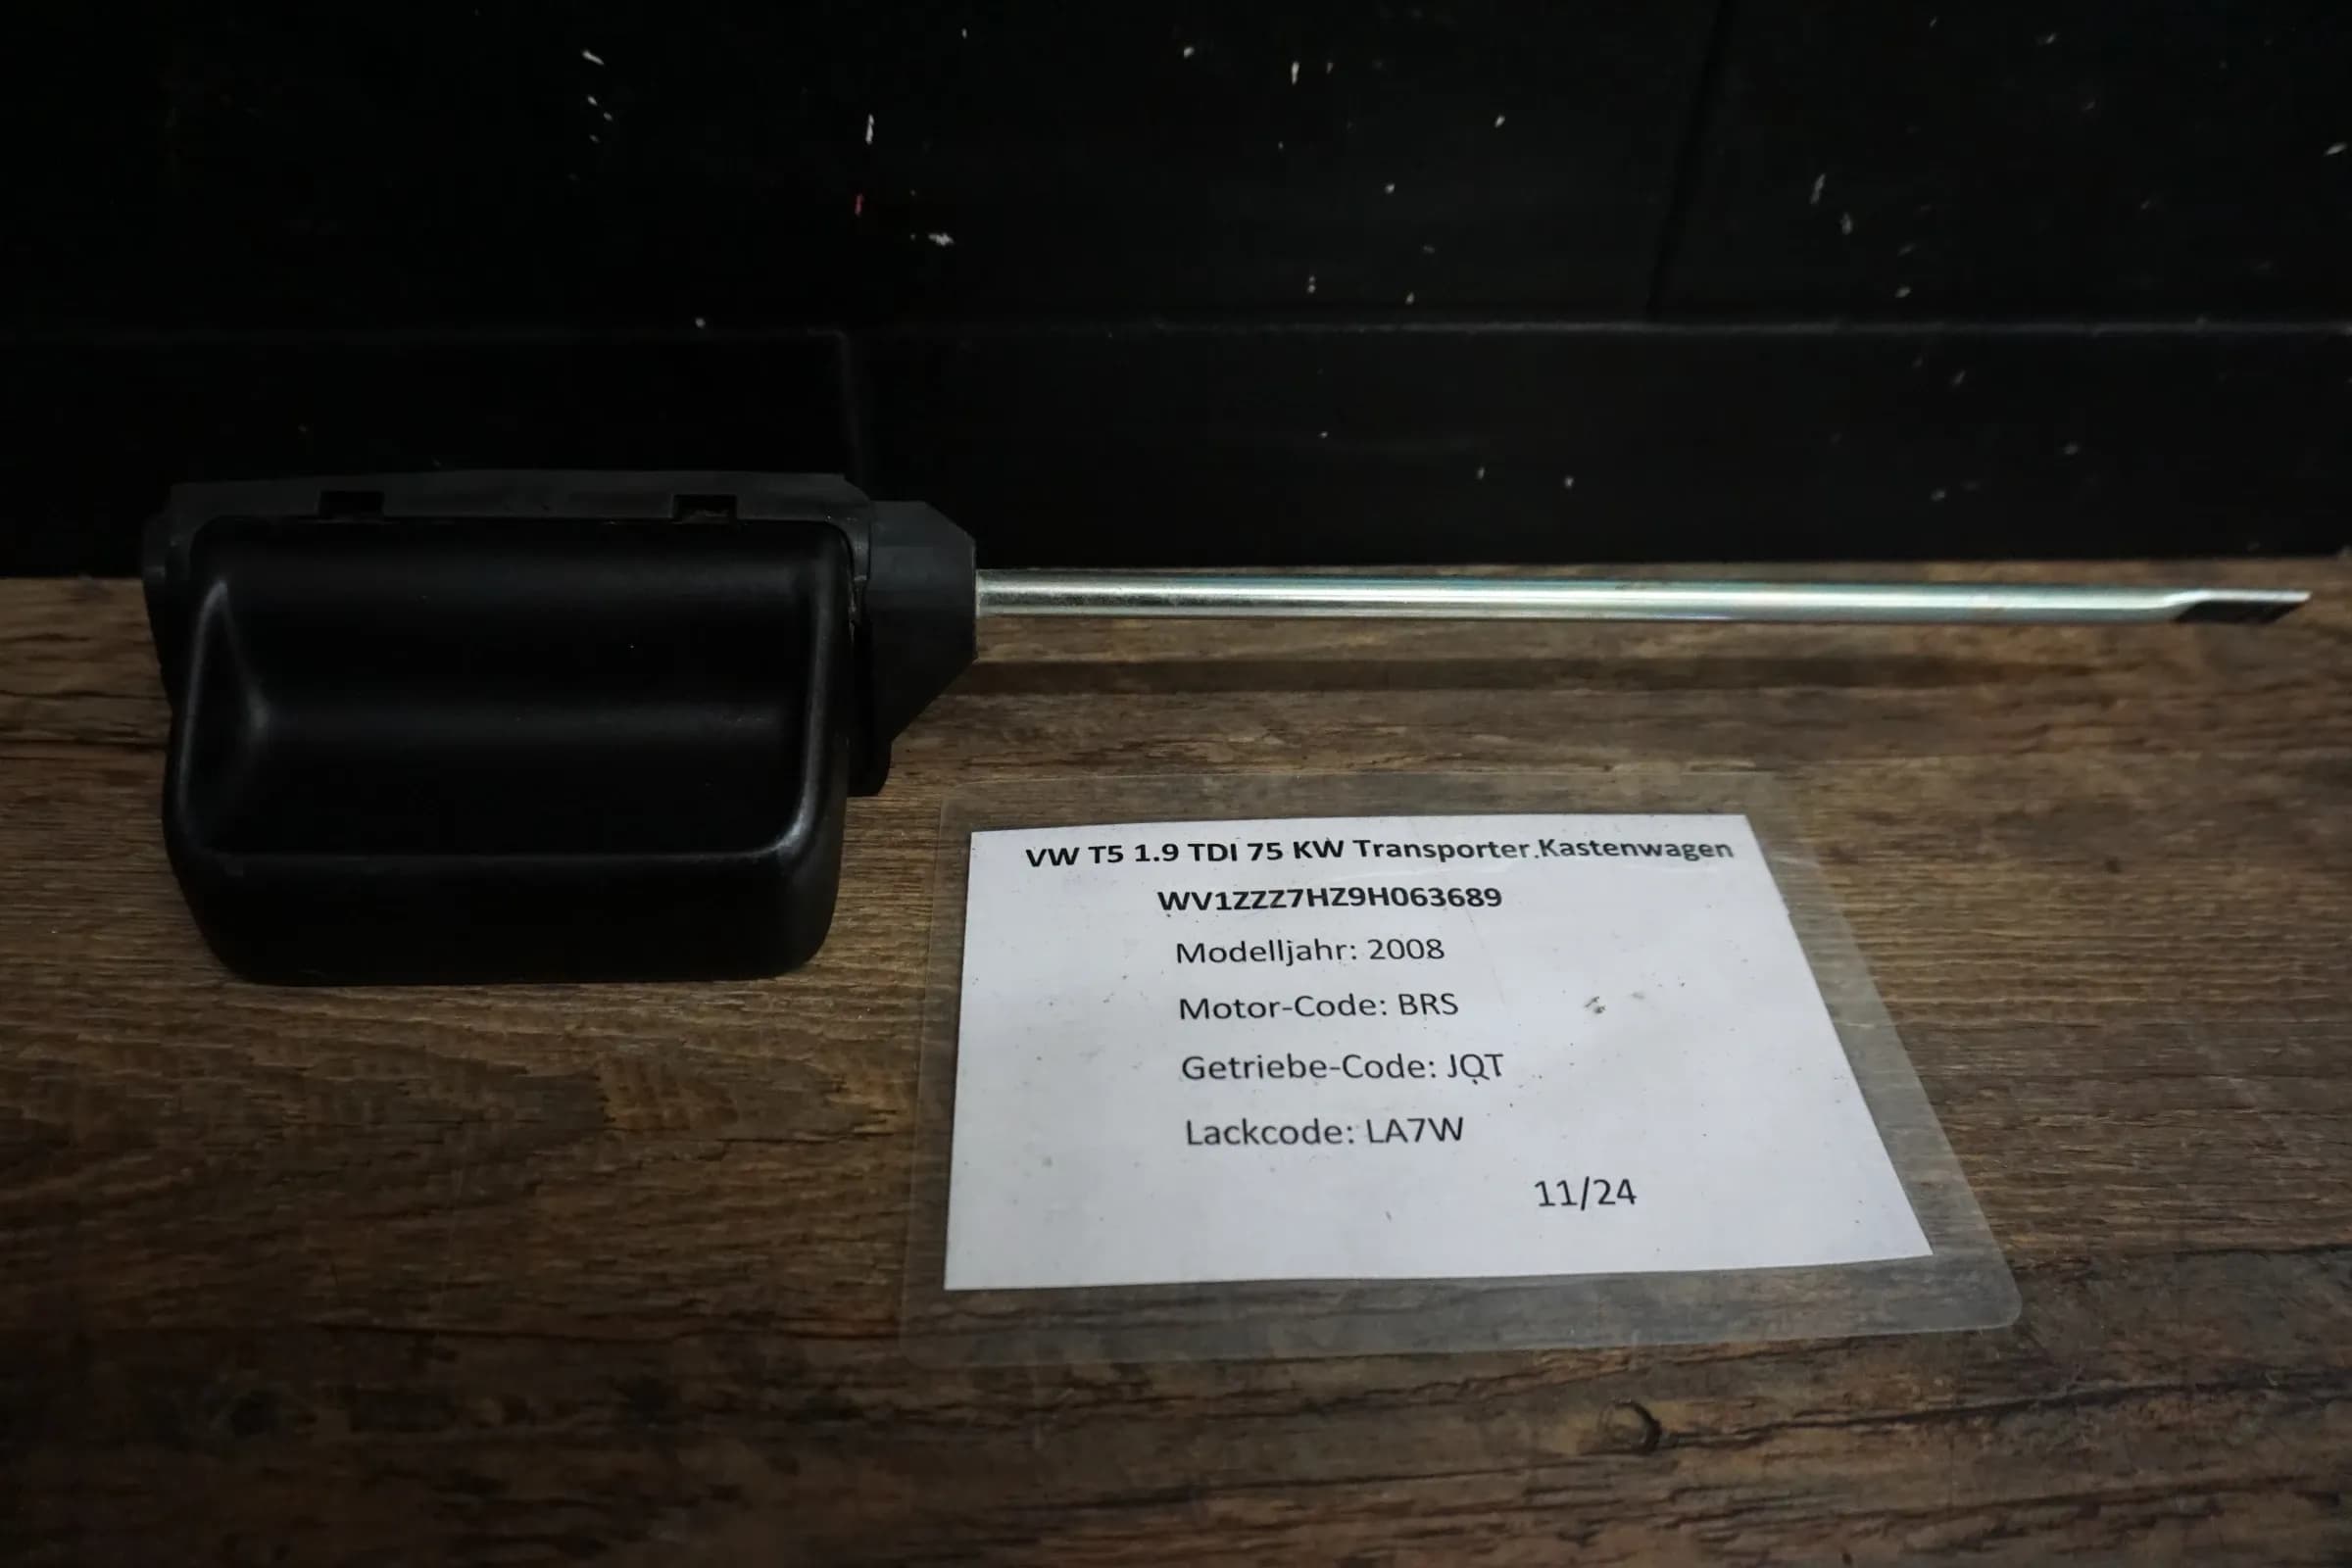 VW T5 1.9 TDI 75 KW Transporter Kastenwagen
WV1ZZZ7HZ9H063689
Modelljahr: 2008
Motor-Code: BRS
Getriebe-Code: JQT
Lackcode: LA7W
11/24